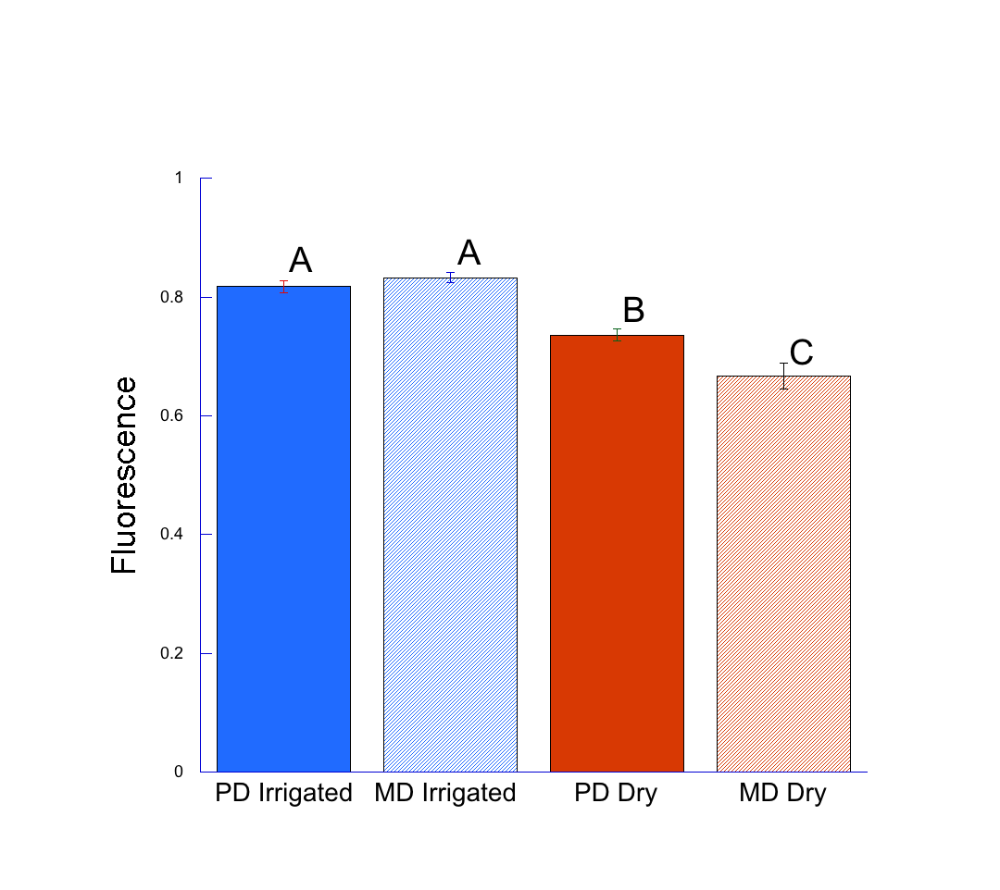 1
A
A
0.8
B
C
0.6
Fluorescence
0.4
0.2
0
PD Irrigated MD Irrigated PD Dry MD Dry